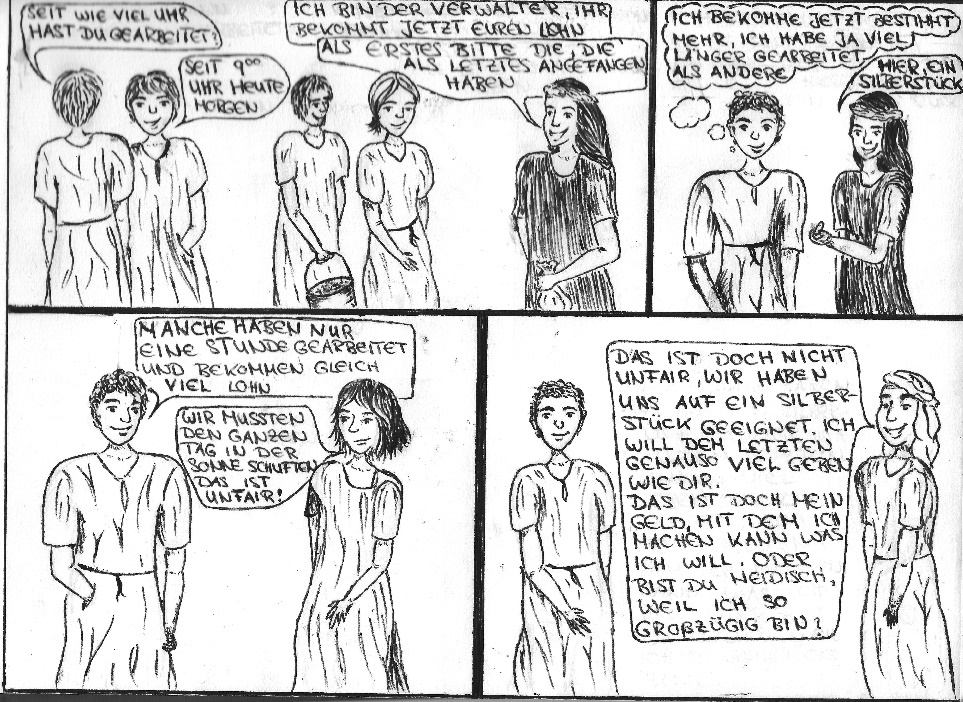 SEIT WIE VIEL UHR
HAST DU GEARBEITET?
SEIT 9⁰⁰
UHR HEUTE
MORGEN
ICH BIN DER VERWALTER, IHR
BEKOMMT JETZT EUREN LOHN
ALS ERSTES BITTE DIE, DIE
ALS LETZTES ANGEFANGEN
HABEN
ICH BEKOMME JETZT BESTIMMT
MEHR, ICH HABE JA VIEL
LÄNGER GEARBEITET
ALS ANDERE
HIER, EIN
SILBERSTÜCK
MANCHE HABEN NUR
EINE STUNDE GEARBEITET
UND BEKOMMEN GLEICH
VIEL LOHN
WIR MUSSTEN
DEN GANZEN
TAG IN DER
SONNE SCHUFTEN
DAS IST
UNFAIR!
DAS IST DOCH NICHT
UNFAIR, WIR HABEN
UNS AUF EIN SILBER-
STÜCK GEEIGNET. ICH
WILL DEM LETZTEN
GENAUSO VIEL GEBEN
WIE DIR.
DAS IST DOCH MEIN
GELD, MIT DEM ICH
MACHEN KANN WAS
ICH WILL. ODER
BIST DU NEIDISCH,
WEIL ICH SO
GROßZÜGIG BIN?